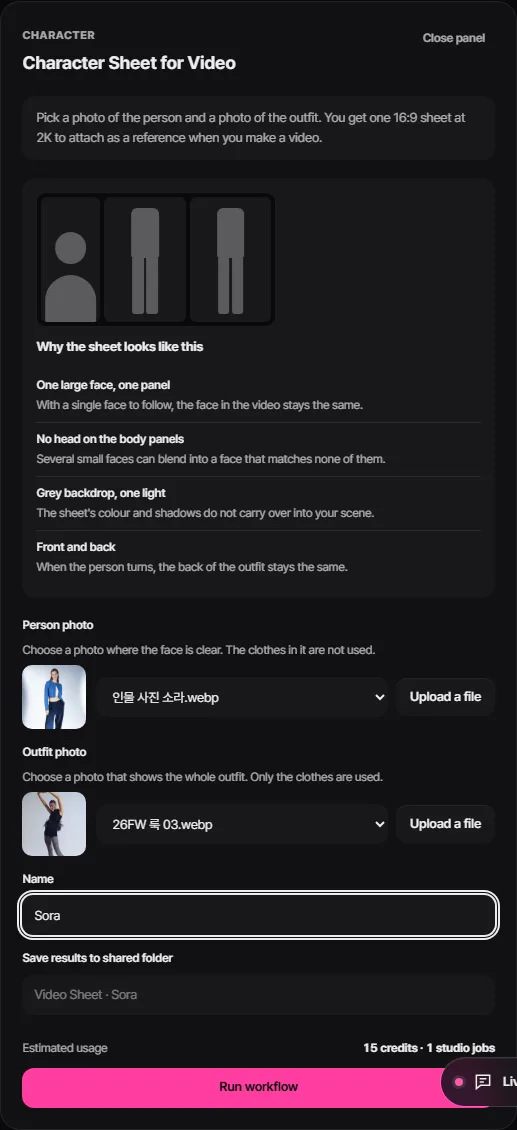 CHARACTER
Close panel
Character Sheet for Video
Pick a photo of the person and a photo of the outfit. You get one 16:9 sheet at
2K to attach as a reference when you make a video.
Why the sheet looks like this
One large face, one panel
With a single face to follow, the face in the video stays the same.
No head on the body panels
Several small faces can blend into a face that matches none of them.
Grey backdrop, one light
The sheet's colour and shadows do not carry over into your scene.
Front and back
When the person turns, the back of the outfit stays the same.
Person photo
Choose a photo where the face is clear. The clothes in it are not used.
인물 사진 소라.webp
Upload a file
Outfit photo
Choose a photo that shows the whole outfit. Only the clothes are used.
26FW 룩 03.webp
Upload a file
Name
Sora
Save results to shared folder
Video Sheet · Sora
Estimated usage
15 credits · 1 studio jobs
Run workflow